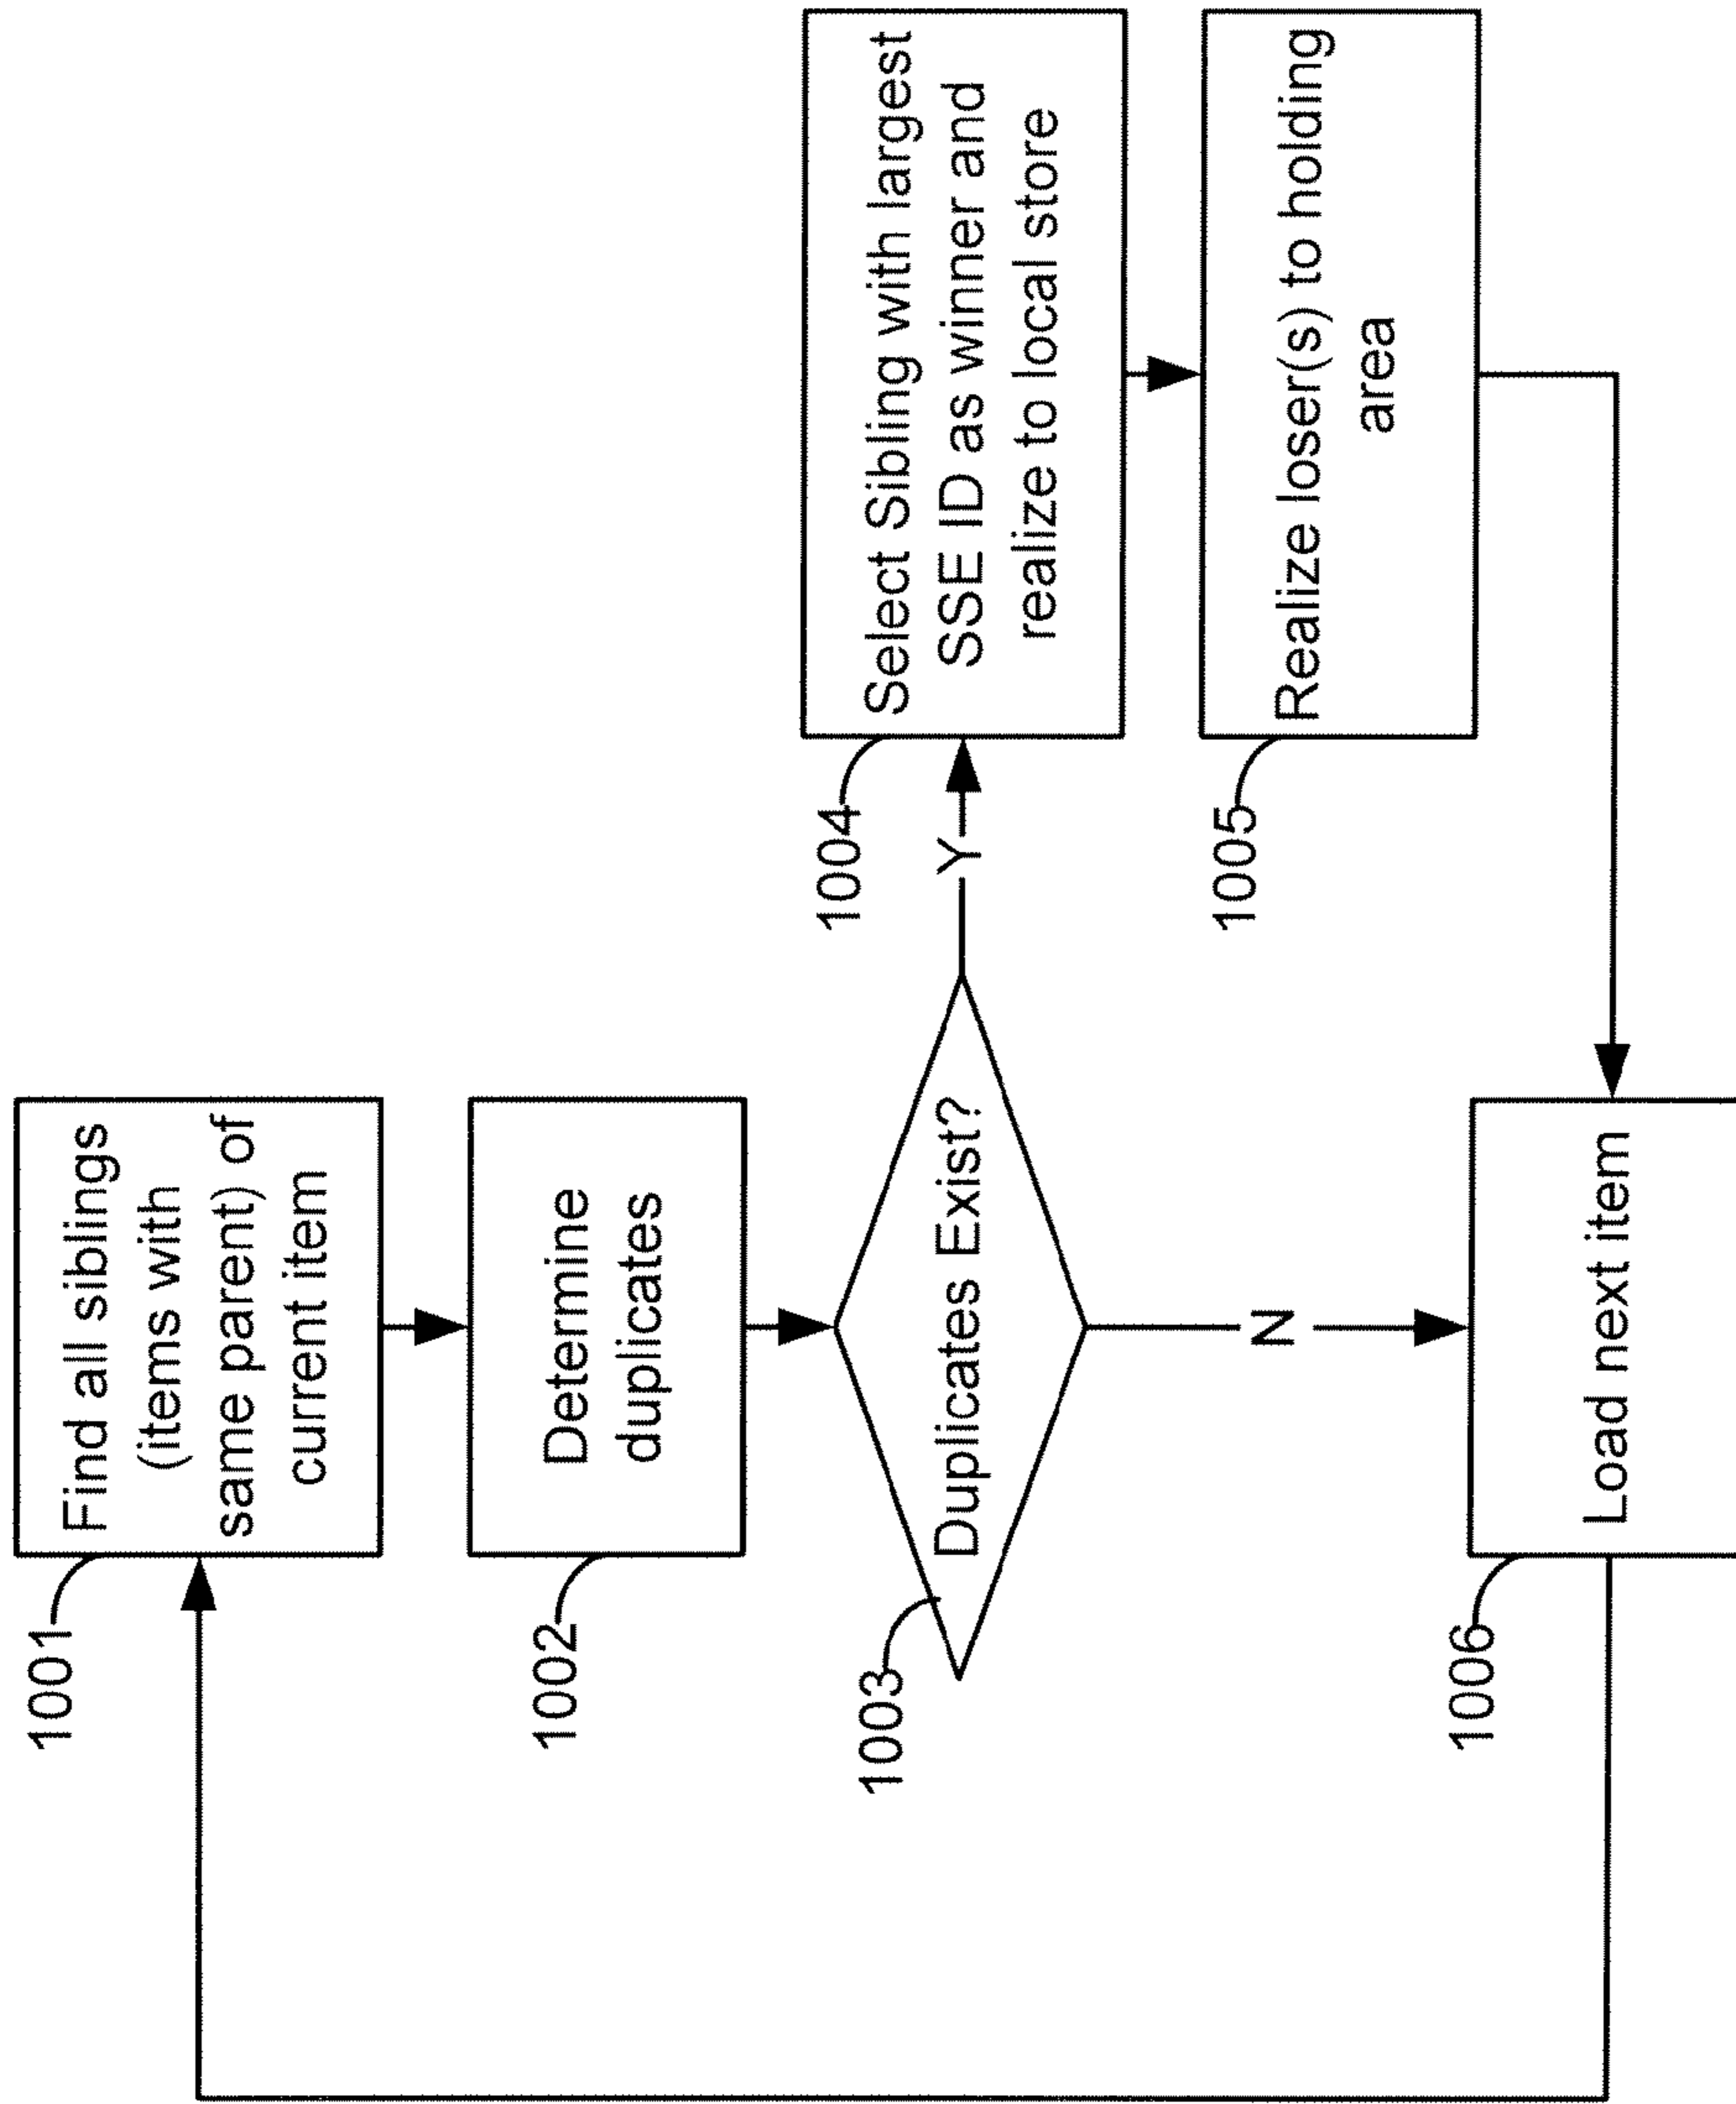 1001
Find all siblings
(items with
same parent) of
current item
1002
Determine
duplicates
1003
Duplicates Exist?
Y
N
1004
Select Sibling with largest
SSE ID as winner and
realize to local store
1005
Realize loser(s) to holding
area
1006
Load next item